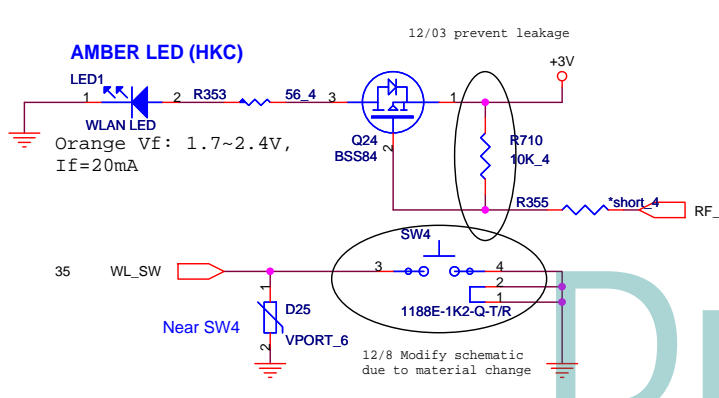 12/03 prevent leakage
AMBER LED (HKC)
+3V
LED1
1
2
R353
56_4
3
1
WLAN LED
Orange Vf: 1.7~2.4V,
If=20mA
Q24
BSS84
2
R710
10K_4
R355
*short_4
RF_
SW4
35
WL_SW
3
4
2
1
1
D25
1188E-1K2-Q-T/R
Near SW4
VPORT_6
2
12/8 Modify schematic
due to material change